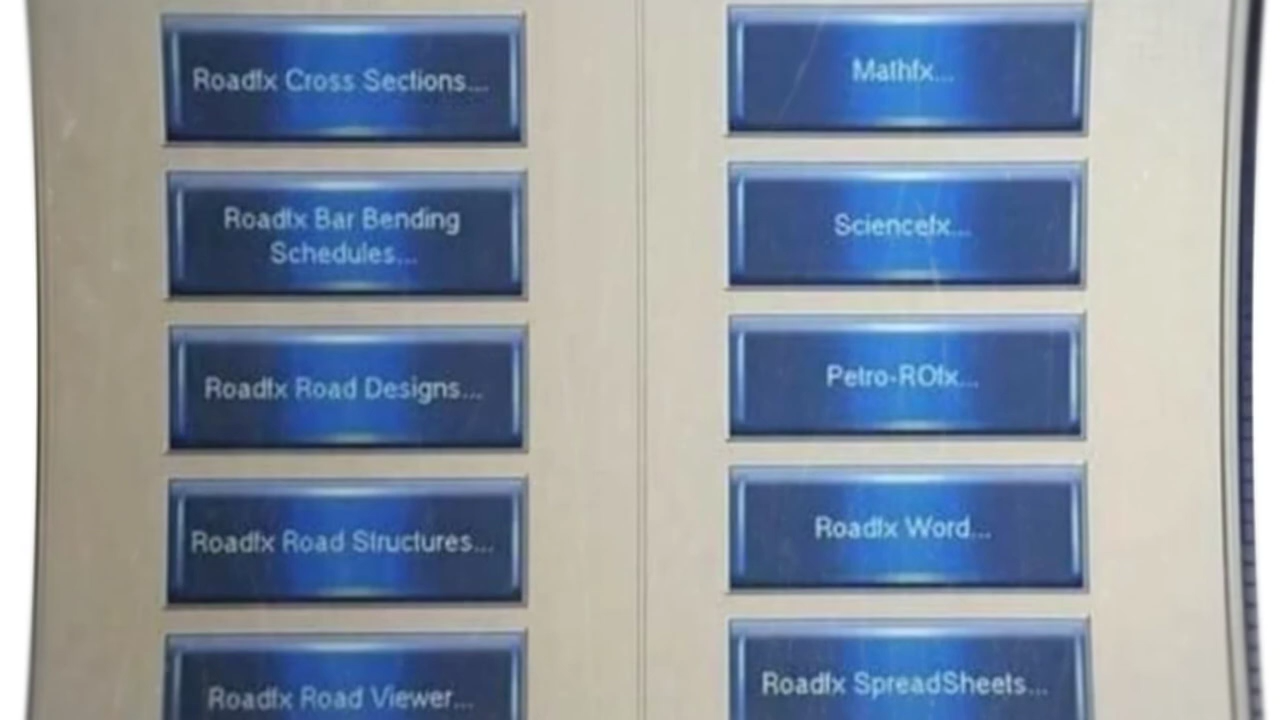 Roadfx Cross Sections...
Roadfx Bar Bending
Schedules...
Roadfx Road Designs...
Roadfx Road Structures...
Roadfx Road Viewer...
Mathfx...
Sciencefx...
Petro-ROfx...
Roadfx Word...
Roadfx SpreadSheets...